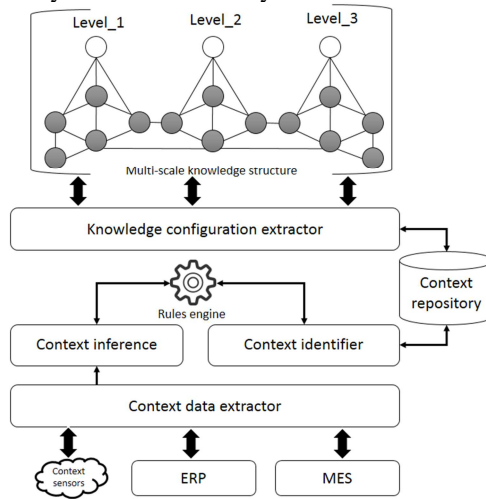 Level_1
Level_2
Level_3
Multi-scale knowledge structure
Knowledge configuration extractor
Context
repository
Rules engine
Context inference
Context identifier
Context data extractor
Context
sensors
ERP
MES